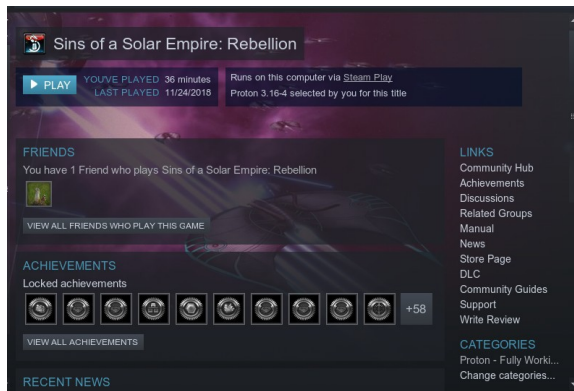 Sins of a Solar Empire: Rebellion
PLAY
YOU'VE PLAYED 36 minutes
LAST PLAYED 11/24/2018
Runs on this computer via Steam Play
Proton 3.16-4 selected by you for this title
FRIENDS
You have 1 Friend who plays Sins of a Solar Empire: Rebellion
VIEW ALL FRIENDS WHO PLAY THIS GAME
ACHIEVEMENTS
Locked achievements
+58
VIEW ALL ACHIEVEMENTS
RECENT NEWS
LINKS
Community Hub
Achievements
Discussions
Related Groups
Manual
News
Store Page
DLC
Community Guides
Support
Write Review
CATEGORIES
Proton - Fully Worki...
Change categories...